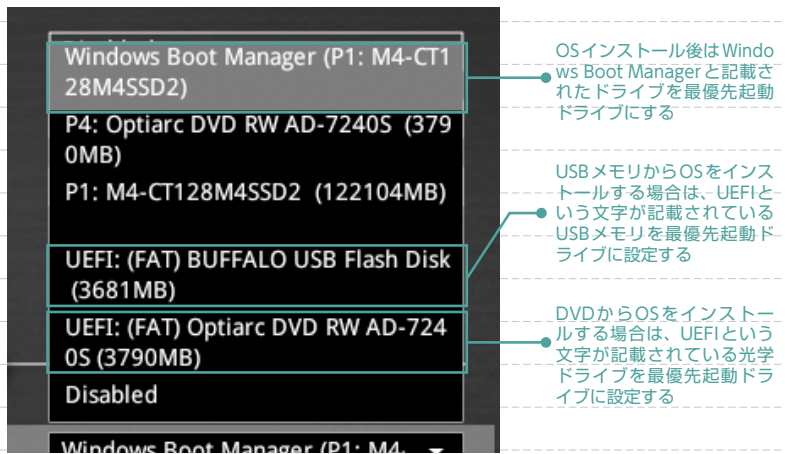 Windows Boot Manager (P1: M4-CT1
28M4SSD2)
P4: Optiarc DVD RW AD-7240S (379
0MB)
P1: M4-CT128M4SSD2 (122104MB)
UEFI: (FAT) BUFFALO USB Flash Disk
(3681MB)
UEFI: (FAT) Optiarc DVD RW AD-724
0S (3790MB)
Disabled
Windows Boot Manager (P1: M4-
OSインストール後はWindo
ws Boot Managerと記載さ
れたドライブを最優先起動
ドライブにする
USBメモリからOSをインス
トールする場合は、UEFIと
いう文字が記載されている
USBメモリを最優先起動ド
ライブに設定する
DVDからOSをインストー
ルする場合は、UEFIという
文字が記載されている光学
ドライブを最優先起動ドラ
イブに設定する